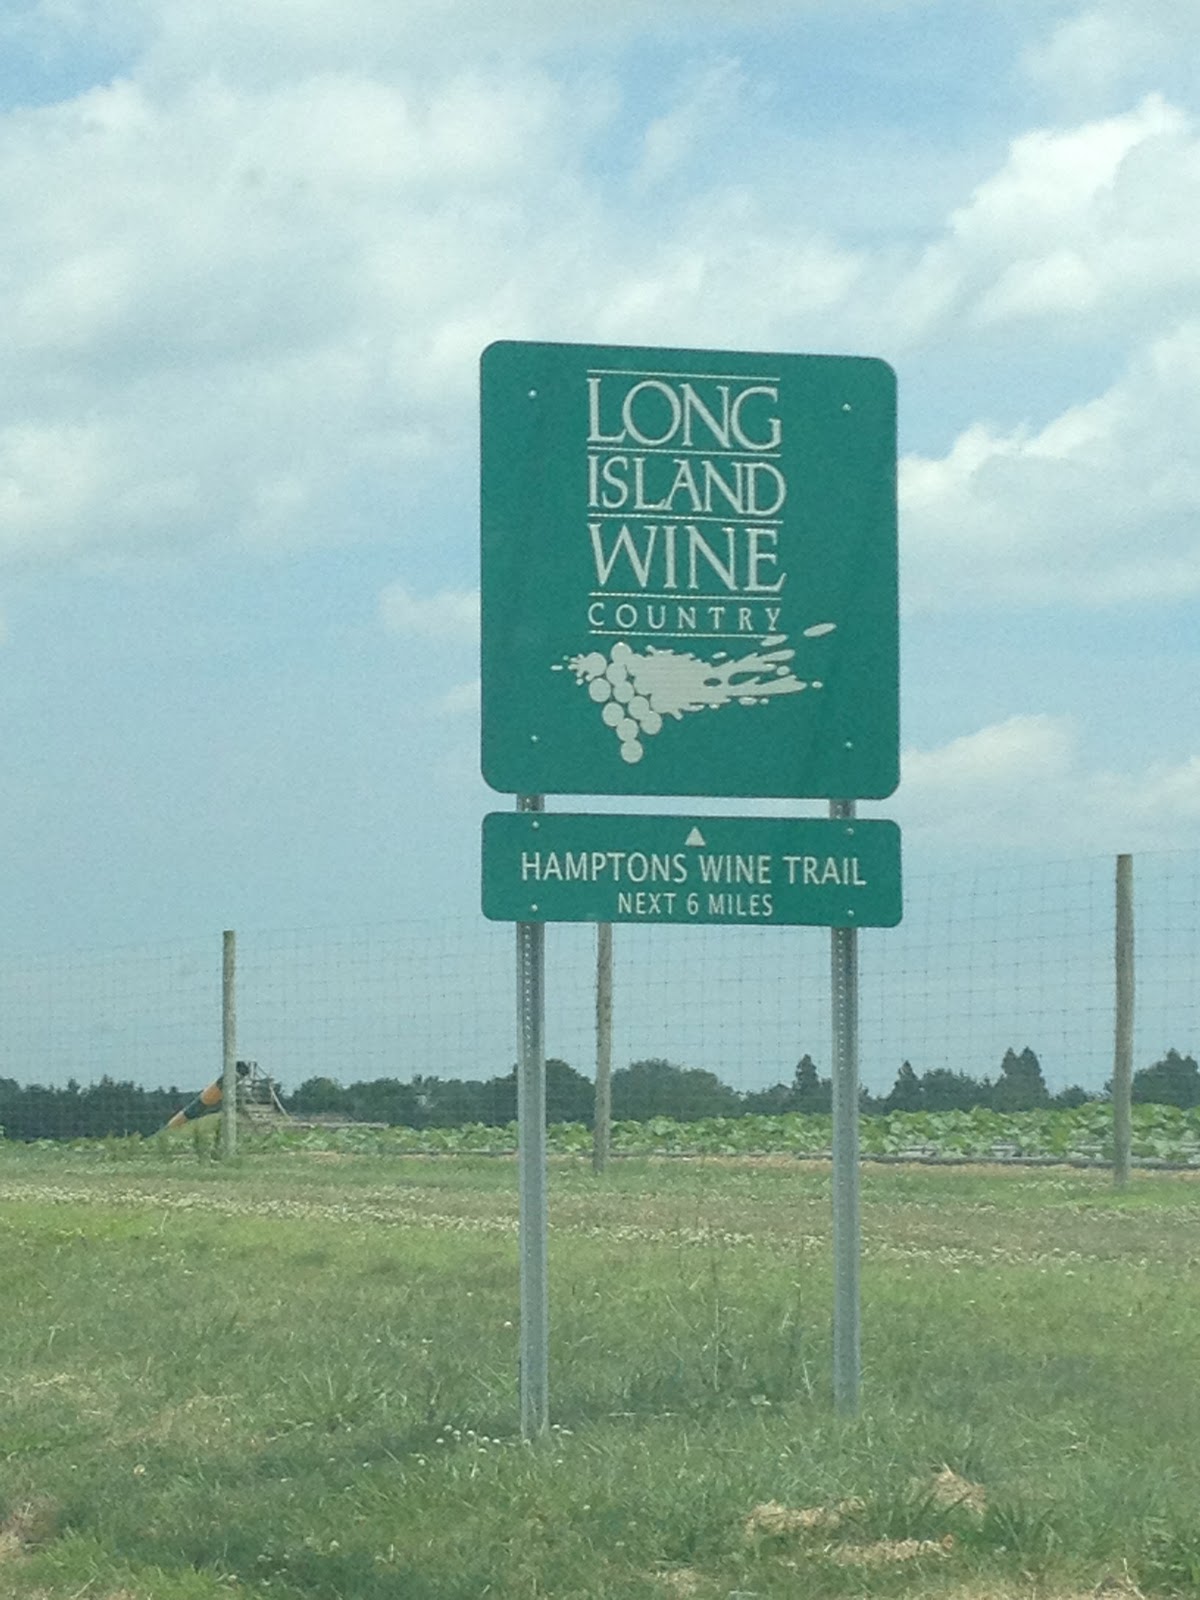 LONG
ISLAND
WINE
COUNTRY
HAMPTONS WINE TRAIL
NEXT 6 MILES